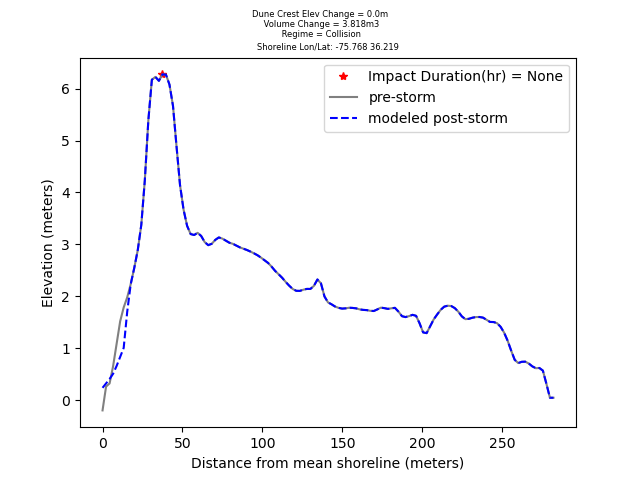 Dune Crest Elev Change = 0.0m
Volume Change = 3.818m3
Regime = Collision
Shoreline Lon/Lat: -75.768 36.219
Impact Duration(hr) = None
pre-storm
modeled post-storm
Elevation (meters)
6
5
4
3
2
1
0
0 50 100 150 200 250
Distance from mean shoreline (meters)